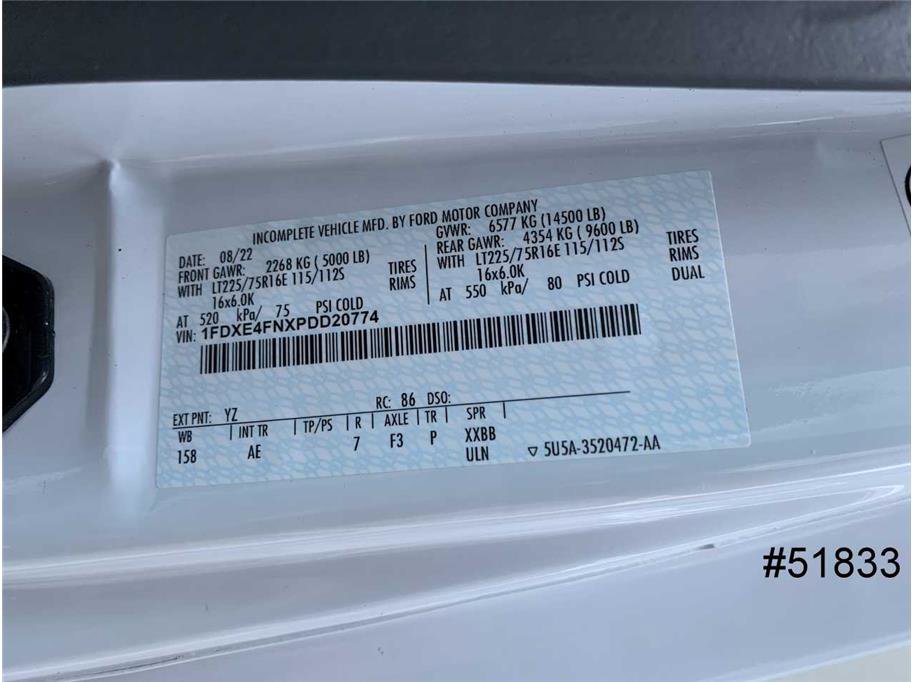 INCOMPLETE VEHICLE MFD. BY FORD MOTOR COMPANY
DATE: 08/22
FRONT GAWR: 2268 KG ( 5000 LB)
WITH LT225/75R16E 115/112S TIRES
16x6.0K RIMS
AT 520 kPa/ 75 PSI COLD
GVWR: 6577 KG (14500 LB)
REAR GAWR: 4354 KG ( 9600 LB)
WITH LT225/75R16E 115/112S TIRES
16x6.0K RIMS
AT 550 kPa/ 80 PSI COLD DUAL
VIN: 1FDXE4FNXPDD20774
EXT PNT: YZ RC: 86 DSO:
WB INT TR TP/PS R AXLE TR SPR
158 AE 7 F3 P XXBB
ULN ▽ 5U5A-3520472-AA
#51833